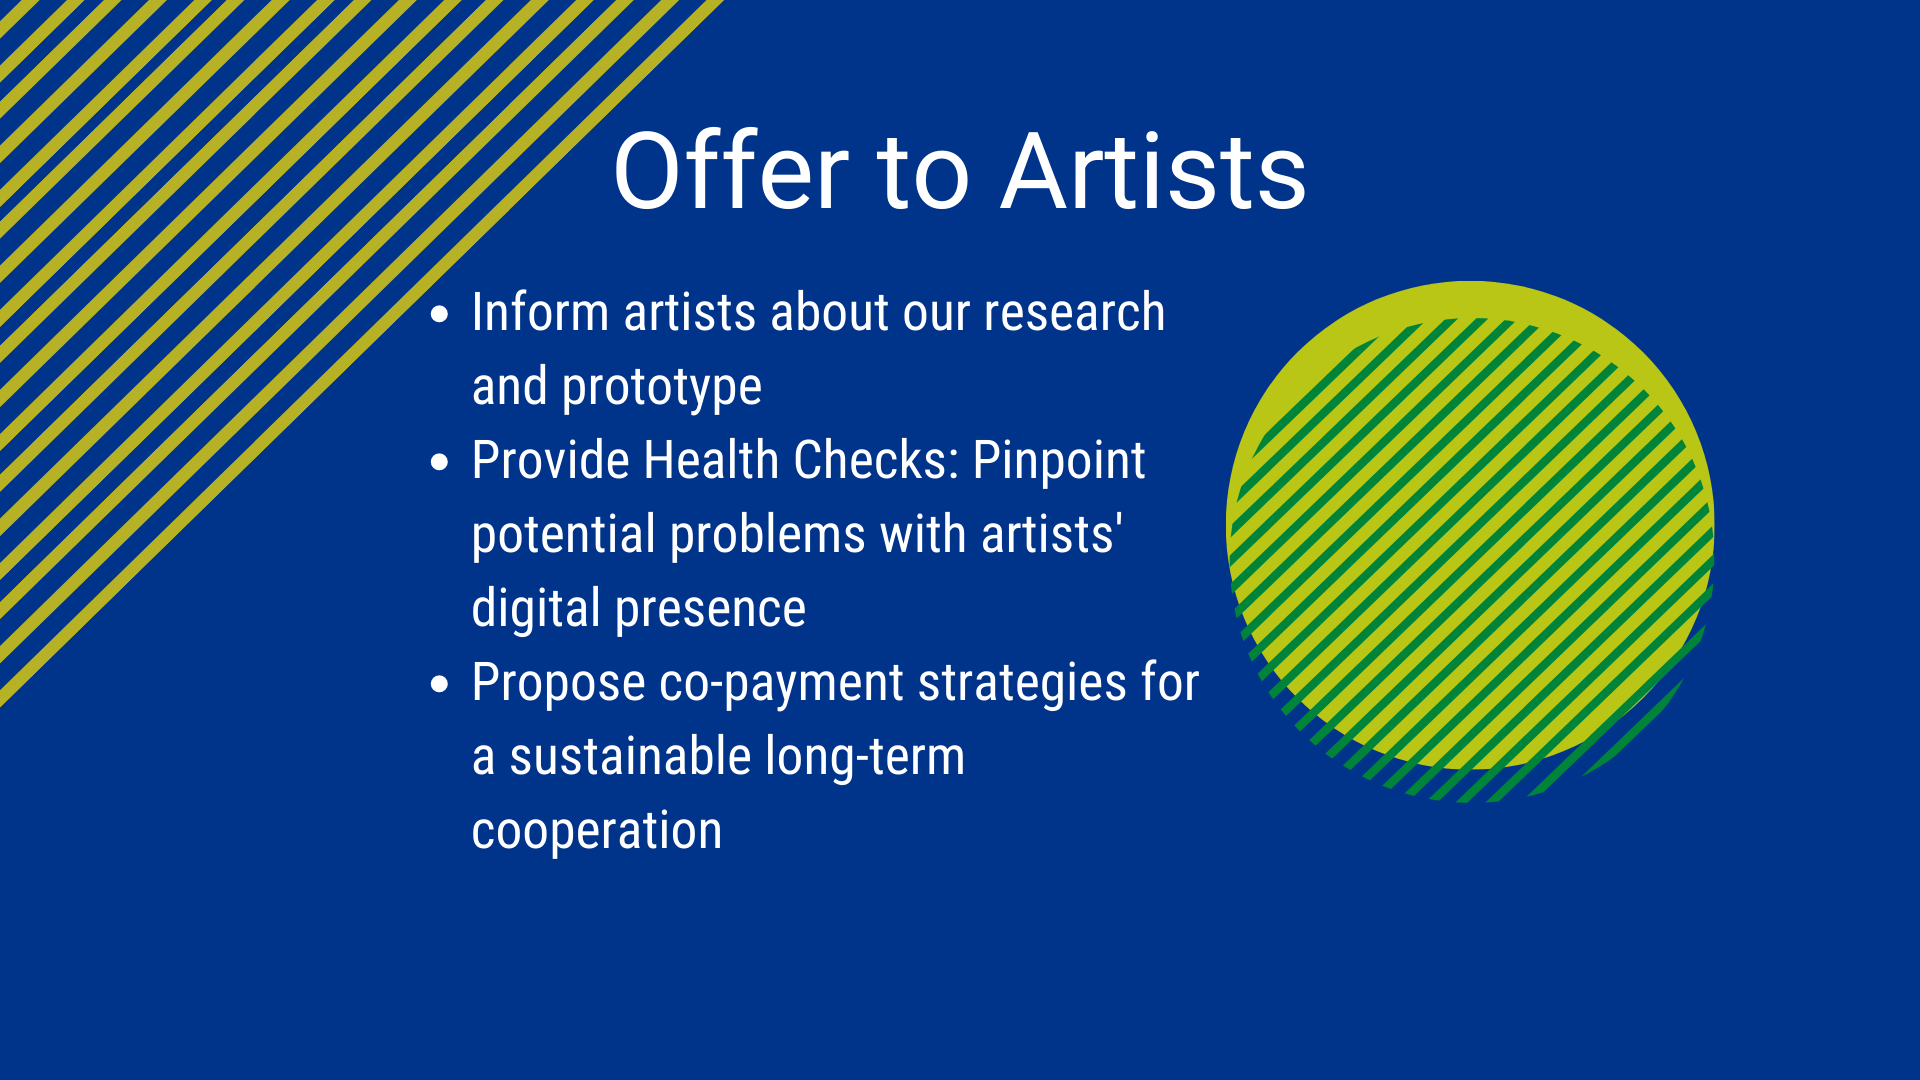 Offer to Artists
• Inform artists about our research
and prototype
• Provide Health Checks: Pinpoint
potential problems with artists'
digital presence
• Propose co-payment strategies for
a sustainable long-term
cooperation